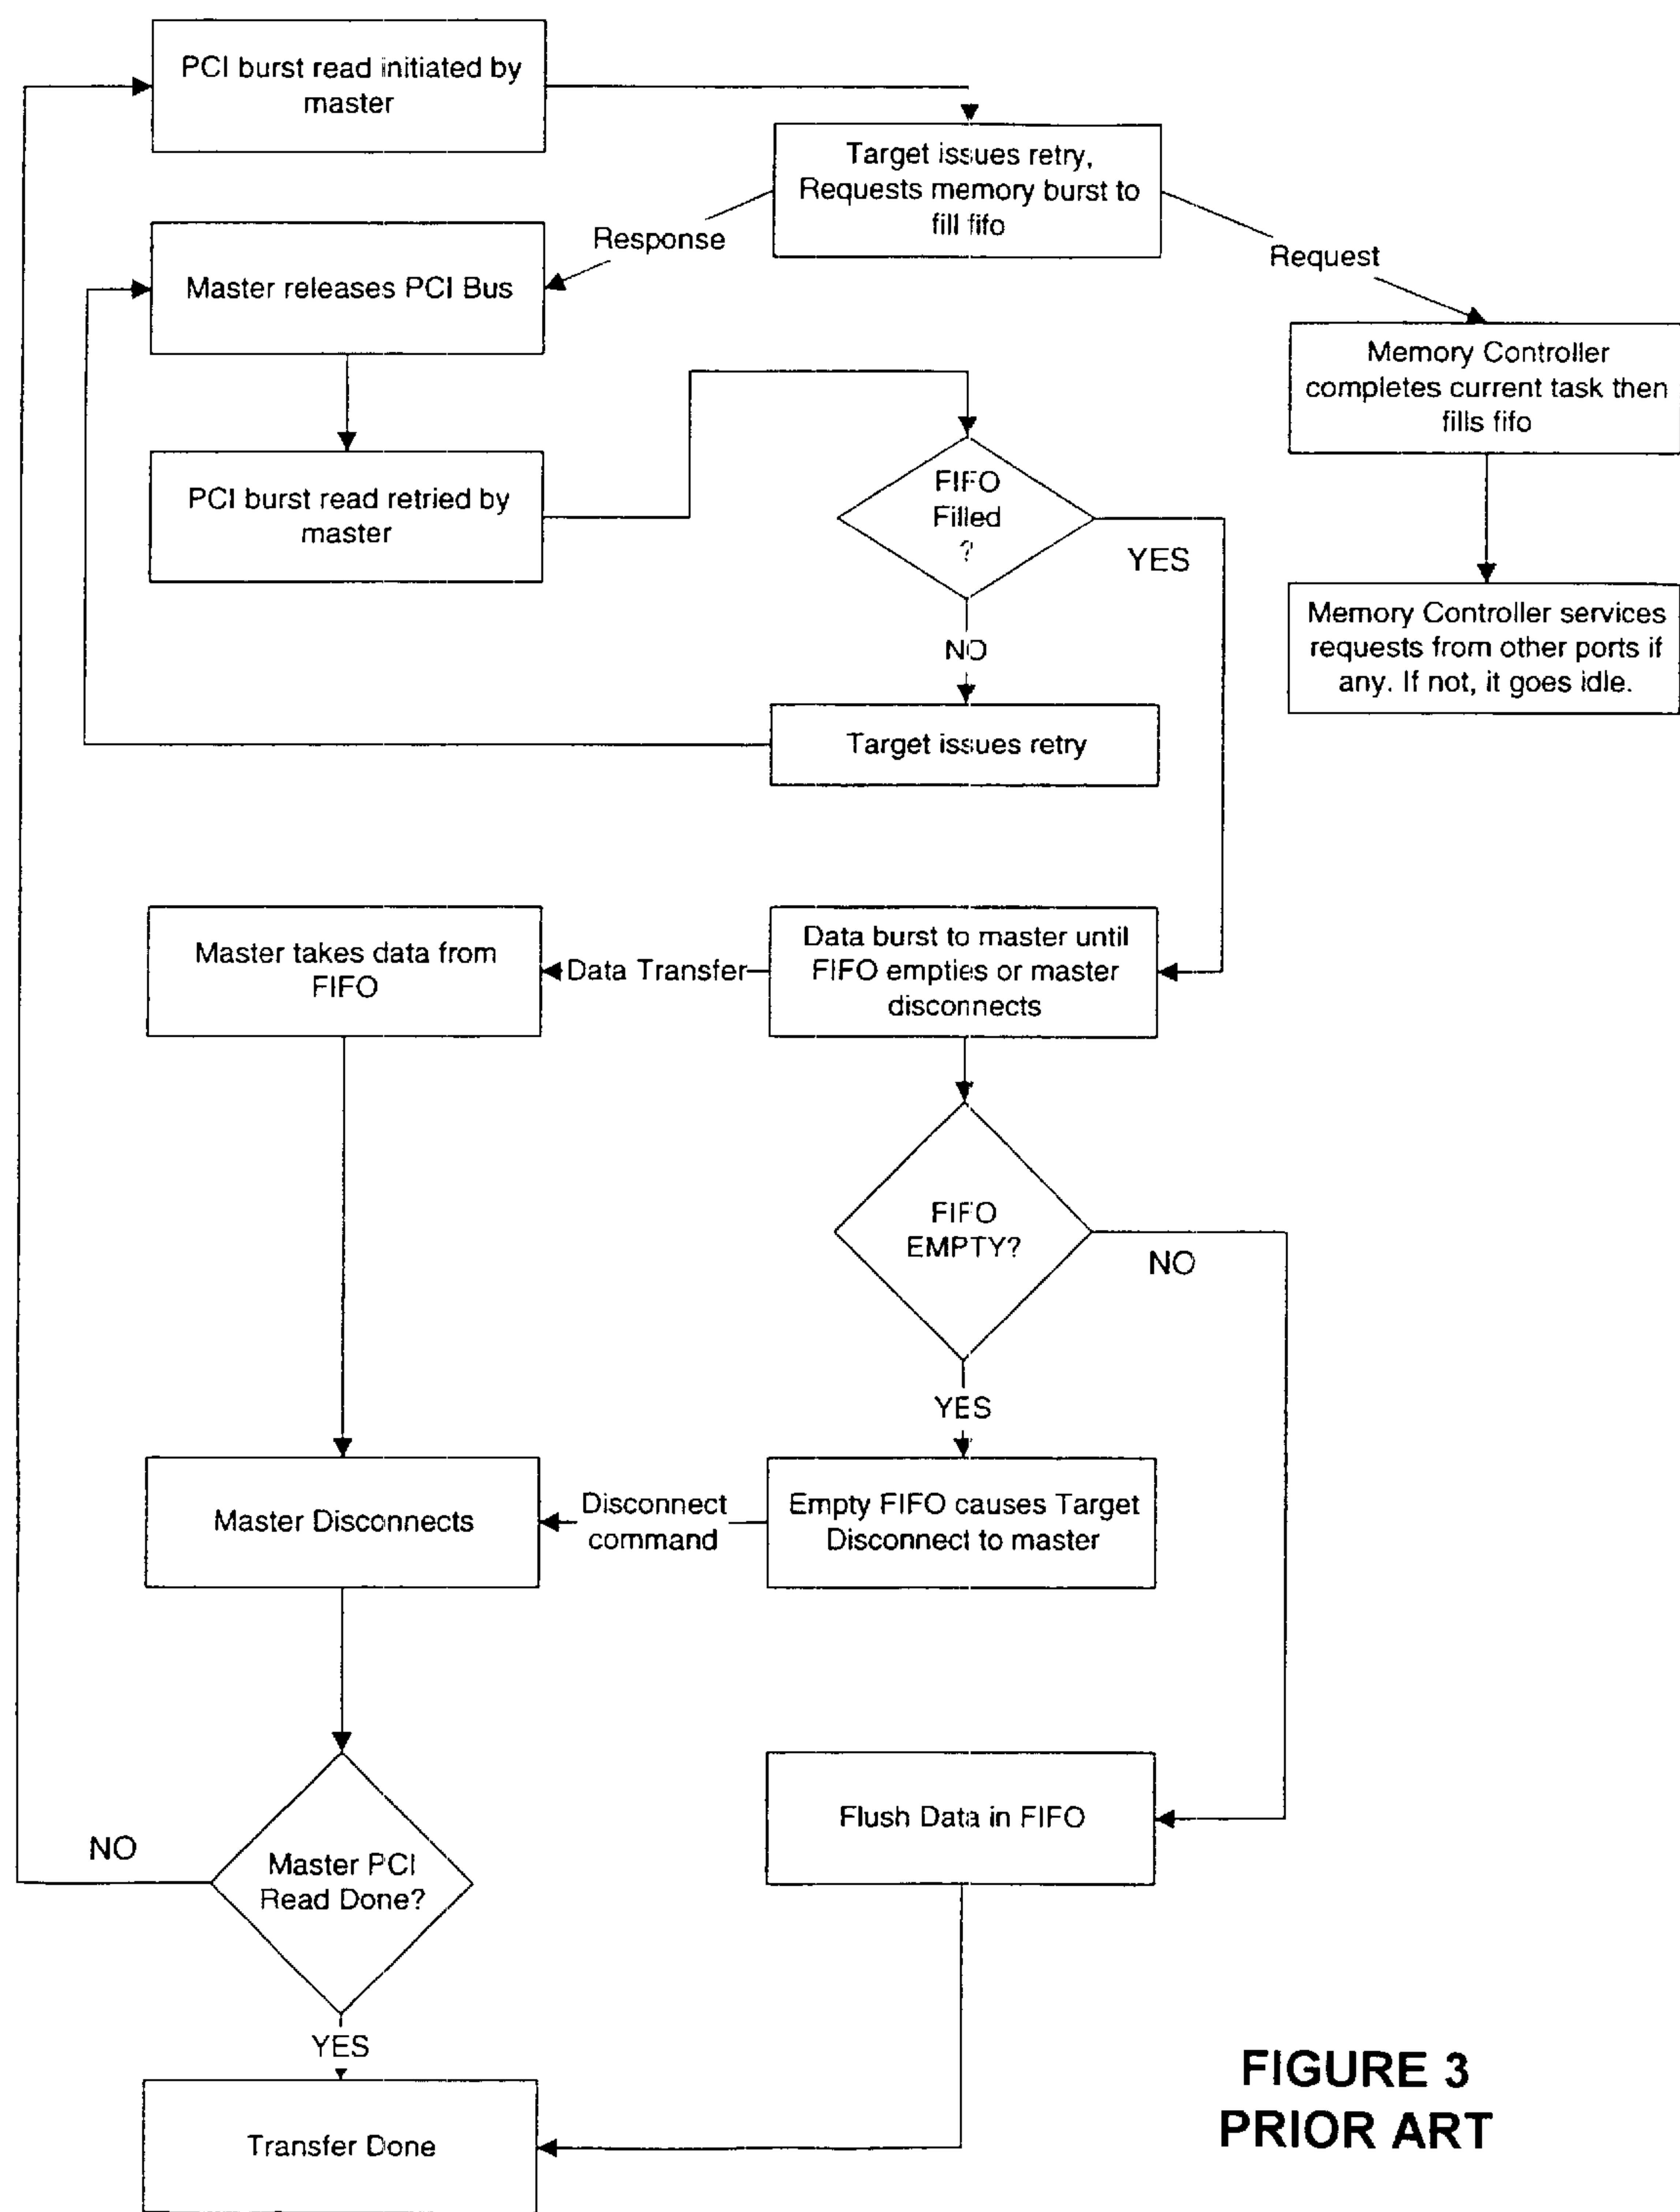 PCI burst read initiated by
master
Target issues retry,
Requests memory burst to
fill fifo
Response
Request
Master releases PCI Bus
Memory Controller
completes current task then
fills fifo
PCI burst read retried by
master
FIFO
Filled
?
YES
NO
Memory Controller services
requests from other ports if
any. If not, it goes idle.
Target issues retry
Master takes data from
FIFO
Data Transfer
Data burst to master until
FIFO empties or master
disconnects
FIFO
EMPTY?
NO
YES
Master Disconnects
Disconnect
command
Empty FIFO causes Target
Disconnect to master
Flush Data in FIFO
NO
Master PCI
Read Done?
YES
Transfer Done
FIGURE 3
PRIOR ART